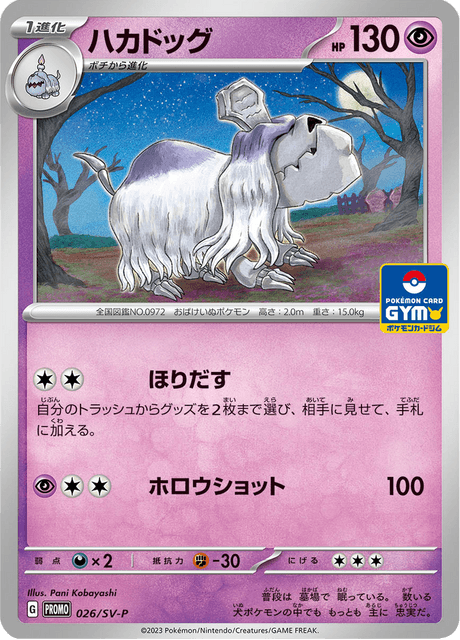 1進化
ハカドッグ
HP 130
ボチから進化
全国図鑑NO.0972 おばけいぬポケモン 高さ：2.0m 重さ：15.0kg
POKÉMON CARD
GYM
ポケモンカードジム
ほりだす
自分のトラッシュからグッズを2枚まで選び、相手に見せて、手札
に加える。
ホロウショット 100
弱点 ×2 抵抗力 -30 にげる
Illus. Pani Kobayashi
G PROMO 026/SV-P
普段は 墓場で 眠っている。 数いる
犬ポケモンの中でも もっとも 主に 忠実だ。
©2023 Pokémon/Nintendo/Creatures/GAME FREAK.